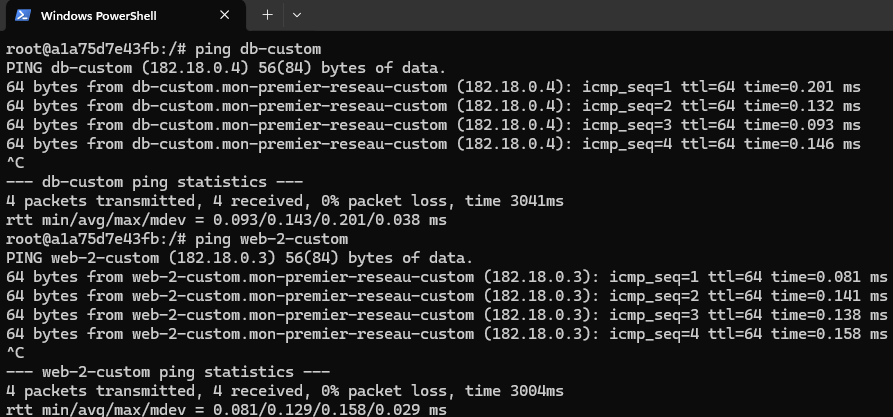 Windows PowerShell
root@a1a75d7e43fb:/# ping db-custom
PING db-custom (182.18.0.4) 56(84) bytes of data.
64 bytes from db-custom.mon-premier-reseau-custom (182.18.0.4): icmp_seq=1 ttl=64 time=0.201 ms
64 bytes from db-custom.mon-premier-reseau-custom (182.18.0.4): icmp_seq=2 ttl=64 time=0.132 ms
64 bytes from db-custom.mon-premier-reseau-custom (182.18.0.4): icmp_seq=3 ttl=64 time=0.093 ms
64 bytes from db-custom.mon-premier-reseau-custom (182.18.0.4): icmp_seq=4 ttl=64 time=0.146 ms
^C
--- db-custom ping statistics ---
4 packets transmitted, 4 received, 0% packet loss, time 3041ms
rtt min/avg/max/mdev = 0.093/0.143/0.201/0.038 ms
root@a1a75d7e43fb:/# ping web-2-custom
PING web-2-custom (182.18.0.3) 56(84) bytes of data.
64 bytes from web-2-custom.mon-premier-reseau-custom (182.18.0.3): icmp_seq=1 ttl=64 time=0.081 ms
64 bytes from web-2-custom.mon-premier-reseau-custom (182.18.0.3): icmp_seq=2 ttl=64 time=0.141 ms
64 bytes from web-2-custom.mon-premier-reseau-custom (182.18.0.3): icmp_seq=3 ttl=64 time=0.138 ms
64 bytes from web-2-custom.mon-premier-reseau-custom (182.18.0.3): icmp_seq=4 ttl=64 time=0.158 ms
^C
--- web-2-custom ping statistics ---
4 packets transmitted, 4 received, 0% packet loss, time 3004ms
rtt min/avg/max/mdev = 0.081/0.129/0.158/0.029 ms